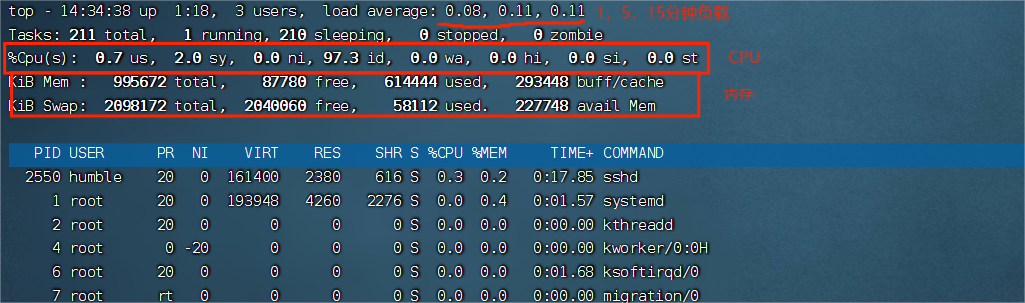 top - 14:34:38 up 1:18, 3 users, load average: 0.08, 0.11, 0.11 1, 5, 15分钟负载
Tasks: 211 total, 1 running, 210 sleeping, 0 stopped, 0 zombie
%Cpu(s): 0.7 us, 2.0 sy, 0.0 ni, 97.3 id, 0.0 wa, 0.0 hi, 0.0 si, 0.0 st CPU
KiB Mem : 995672 total, 87780 free, 614444 used, 293448 buff/cache
内存
KiB Swap: 2098172 total, 2040060 free, 58112 used. 227748 avail Mem
PID USER PR NI VIRT RES SHR S %CPU %MEM TIME+ COMMAND
2550 humble 20 0 161400 2380 616 S 0.3 0.2 0:17.85 sshd
1 root 20 0 193948 4260 2276 S 0.0 0.4 0:01.57 systemd
2 root 20 0 0 0 0 S 0.0 0.0 0:00.00 kthreadd
4 root 0 -20 0 0 0 S 0.0 0.0 0:00.00 kworker/0:0H
6 root 20 0 0 0 0 S 0.0 0.0 0:01.68 ksoftirqd/0
7 root rt 0 0 0 0 S 0.0 0.0 0:00.00 migration/0